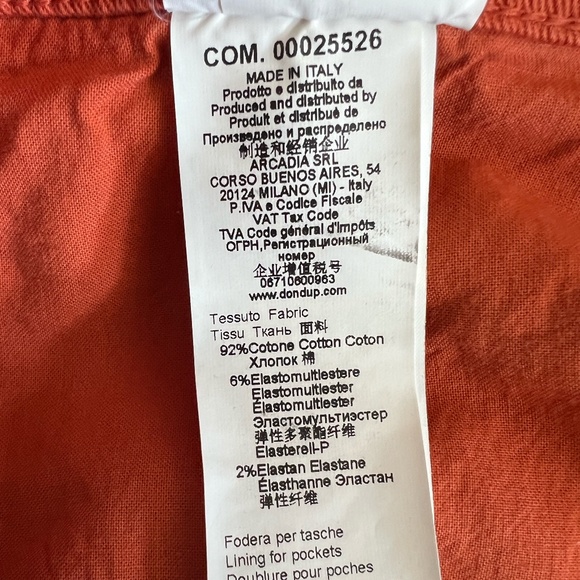 COM. 00025526
MADE IN ITALY
Prodotto e distribuito da
Produced and distributed by
Produit et distribué de
Произведено и распределено
制造和经销企业
ARCADIA SRL
CORSO BUENOS AIRES, 54
20124 MILANO (MI) - Italy
P.IVA e Codice Fiscale
VAT Tax Code
TVA Code général d'impôts
ОГРН,Регистрационный
номер
企业增值税号
06710600963
www.dondup.com
Tessuto Fabric
Tissu Ткань 面料
92%Cotone Cotton Coton
Хлопок 棉
6%Elastomultiestere
Elastomultiester
Élastomultiester
Эластомультиэстер
弹性多聚酯纤维
Elasterell-P
2%Elastan Elastane
Élasthanne Эластан
弹性纤维
Fodera per tasche
Lining for pockets
Doublure pour poches